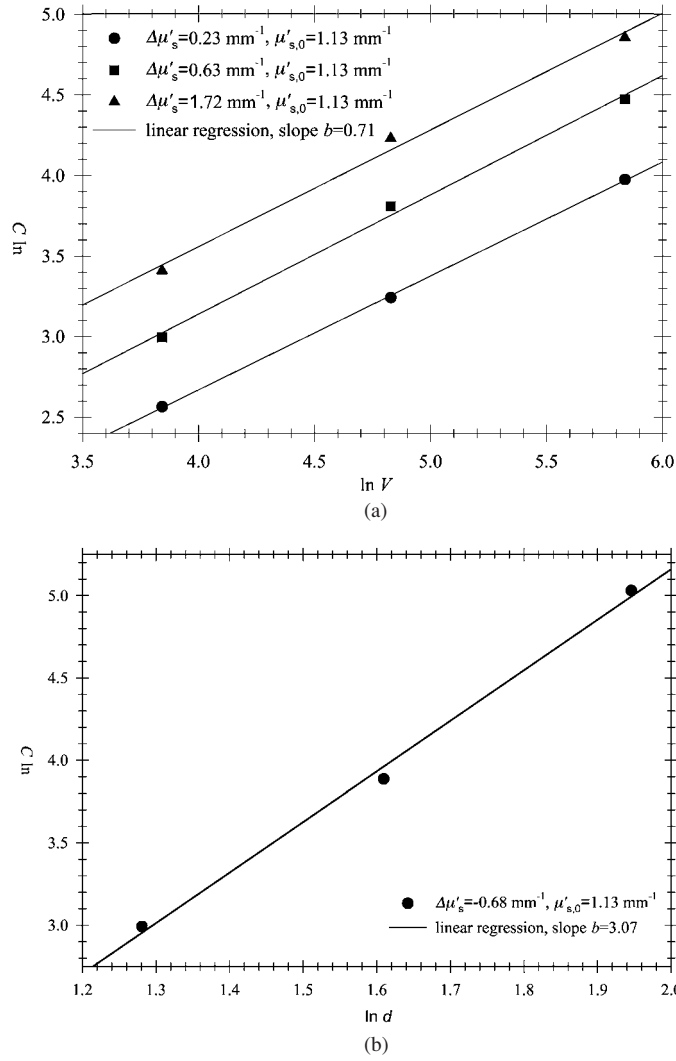 5.0
Δμ′s=0.23 mm⁻¹, μ′s,0=1.13 mm⁻¹
Δμ′s=0.63 mm⁻¹, μ′s,0=1.13 mm⁻¹
4.5
Δμ′s=1.72 mm⁻¹, μ′s,0=1.13 mm⁻¹
linear regression, slope b=0.71
4.0
3.5
C ln
3.0
2.5
3.5 4.0 4.5 5.0 5.5 6.0
ln V
(a)
5.0
4.5
4.0
C ln
3.5
3.0
Δμ′s=-0.68 mm⁻¹, μ′s,0=1.13 mm⁻¹
linear regression, slope b=3.07
1.2 1.3 1.4 1.5 1.6 1.7 1.8 1.9 2.0
ln d
(b)